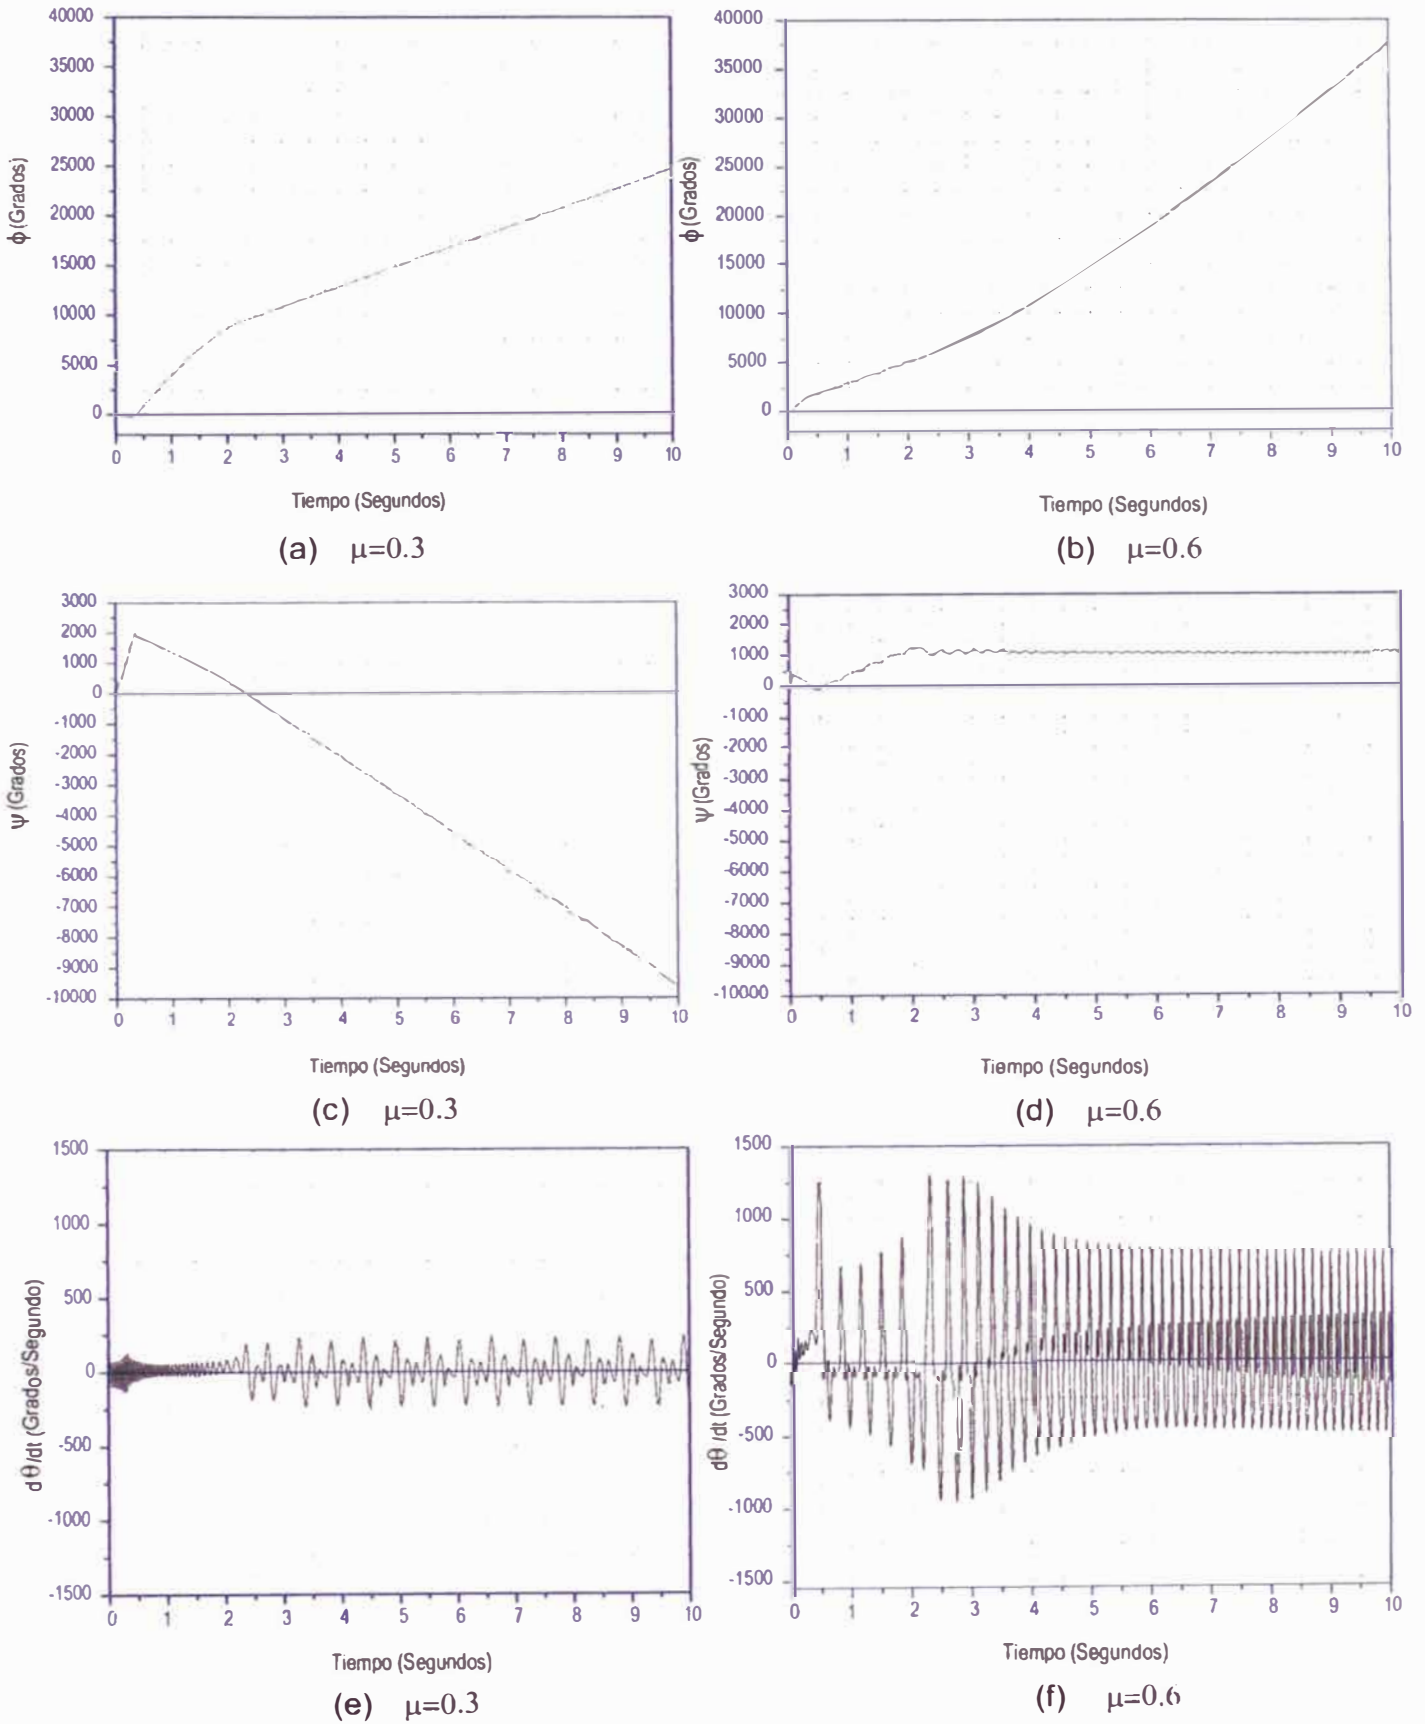 40000
35000
30000
25000
20000
15000
10000
5000
0
ϕ (Grados)
0 1 2 3 4 5 6 7 8 9 10
Tiempo (Segundos)
(a) μ=0.3
40000
35000
30000
25000
20000
15000
10000
5000
0
ϕ (Grados)
0 1 2 3 4 5 6 7 8 9 10
Tiempo (Segundos)
(b) μ=0.6
3000
2000
1000
0
-1000
-2000
-3000
-4000
-5000
-6000
-7000
-8000
-9000
-10000
ψ (Grados)
0 1 2 3 4 5 6 7 8 9 10
Tiempo (Segundos)
(c) μ=0.3
3000
2000
1000
0
-1000
-2000
-3000
-4000
-5000
-6000
-7000
-8000
-9000
-10000
ψ (Grados)
0 1 2 3 4 5 6 7 8 9 10
Tiempo (Segundos)
(d) μ=0.6
1500
1000
500
0
-500
-1000
-1500
dθ/dt (Grados/Segundo)
0 1 2 3 4 5 6 7 8 9 10
Tiempo (Segundos)
(e) μ=0.3
1500
1000
500
0
-500
-1000
-1500
dθ/dt (Grados/Segundo)
0 1 2 3 4 5 6 7 8 9 10
Tiempo (Segundos)
(f) μ=0.6